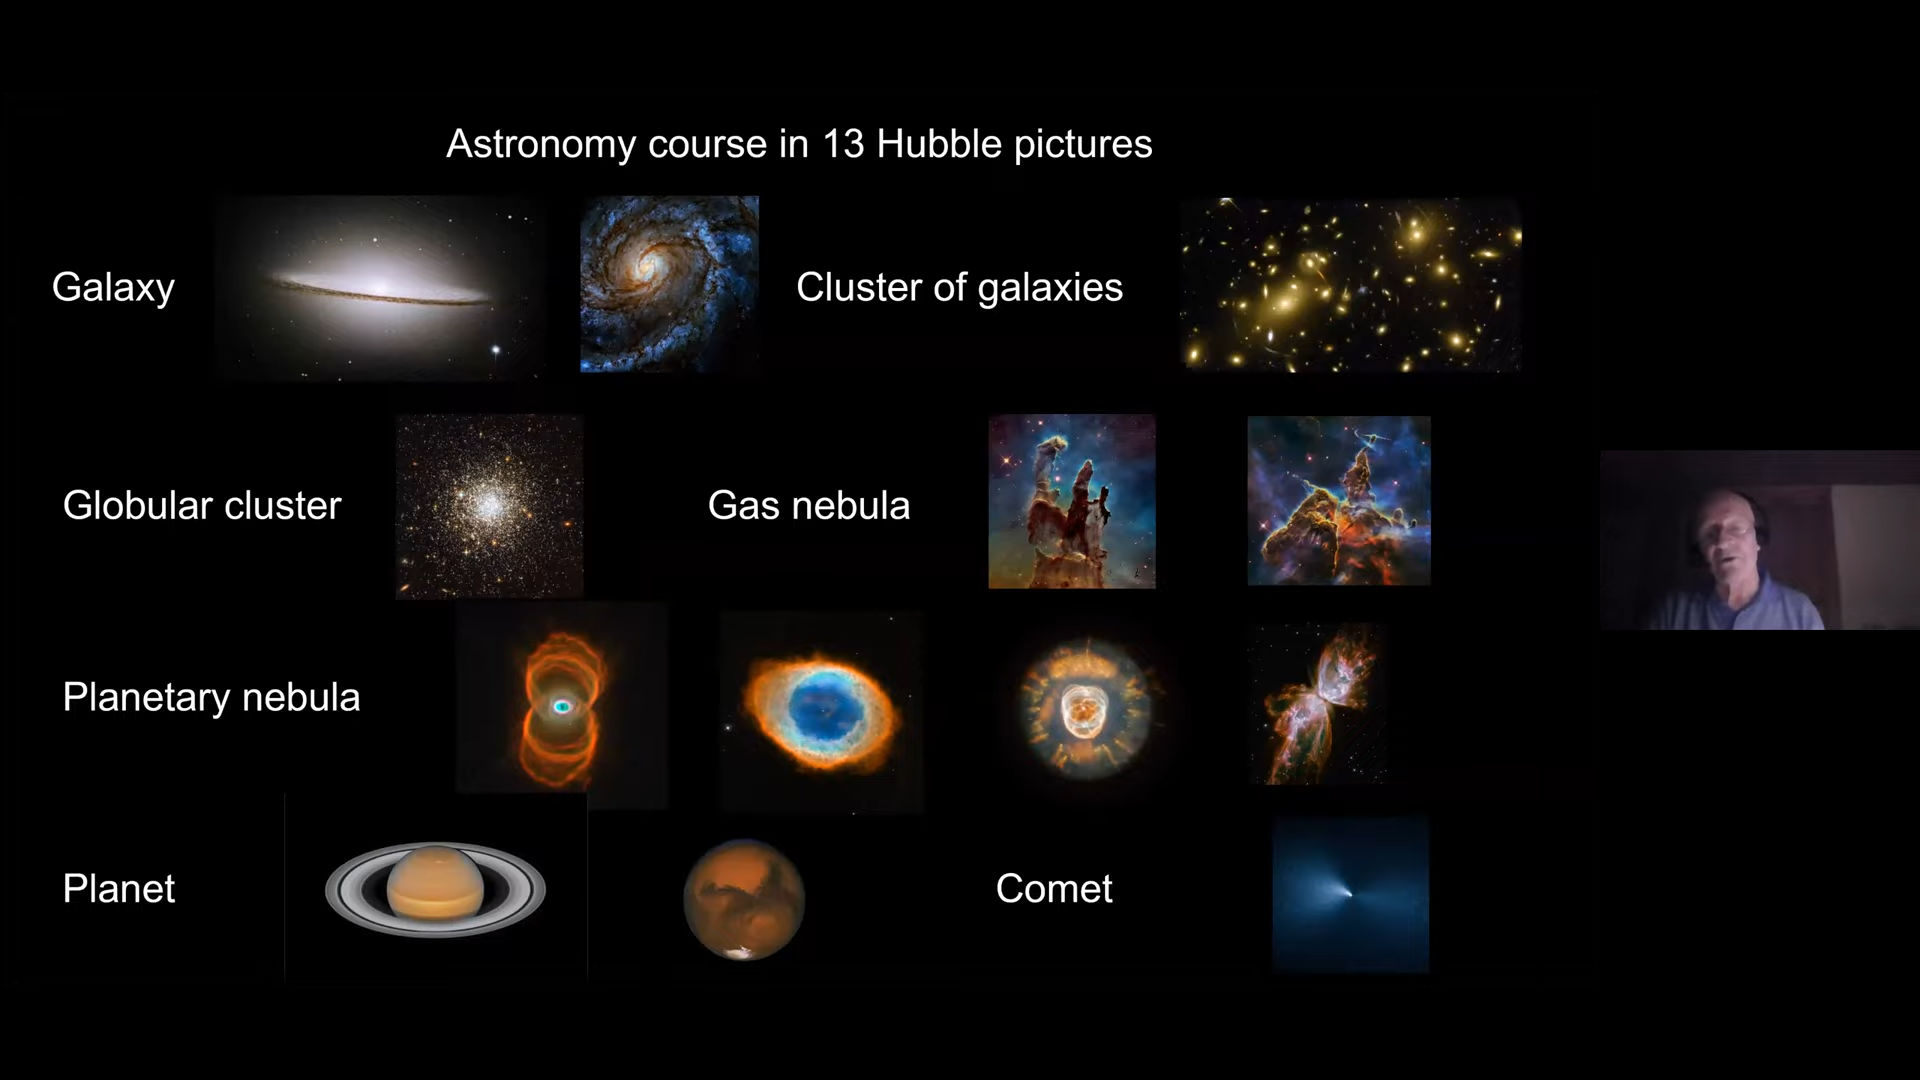 Astronomy course in 13 Hubble pictures
Galaxy
Cluster of galaxies
Globular cluster
Gas nebula
Planetary nebula
Planet
Comet